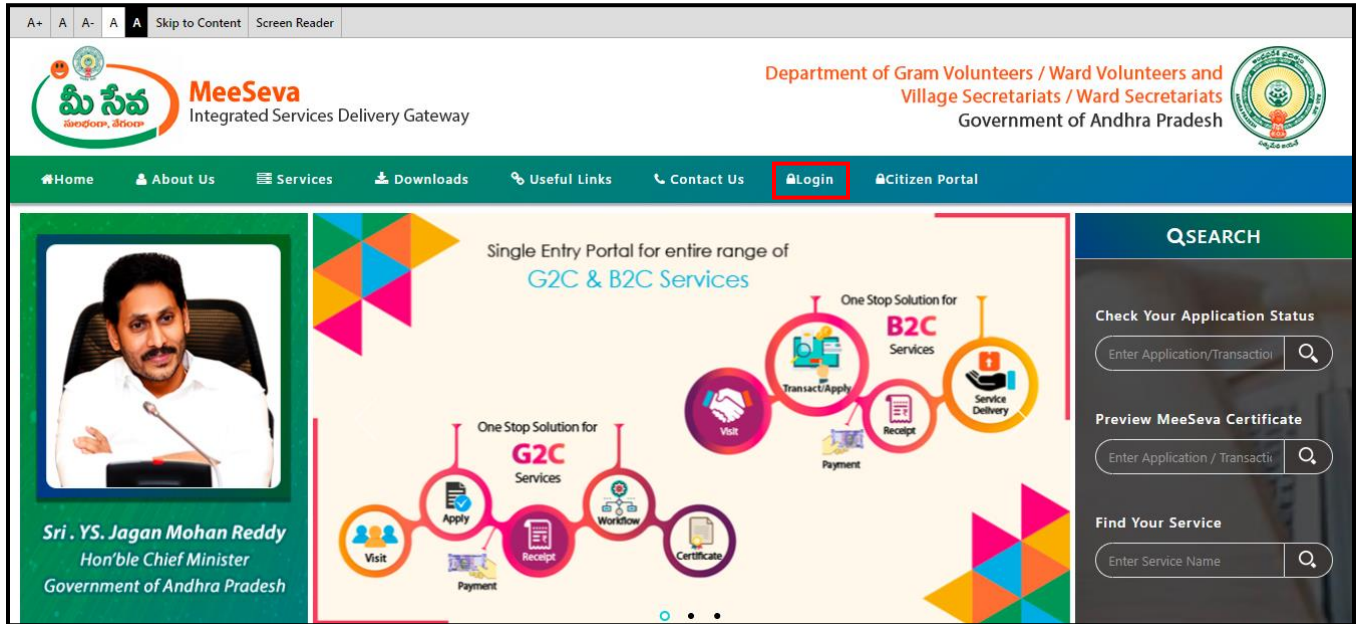 A+ A A- A A Skip to Content Screen Reader
మీ సేవ
సులభంగా, వేగంగా
MeeSeva
Integrated Services Delivery Gateway
Department of Gram Volunteers / Ward Volunteers and
Village Secretariats / Ward Secretariats
Government of Andhra Pradesh
Home About Us Services Downloads Useful Links Contact Us Login Citizen Portal
Sri . YS. Jagan Mohan Reddy
Hon'ble Chief Minister
Government of Andhra Pradesh
Single Entry Portal for entire range of
G2C & B2C Services
One Stop Solution for
B2C
Services
Visit
Transact/Apply
Payment
Receipt
Service
Delivery
One Stop Solution for
G2C
Services
Visit
Apply
Payment
Receipt
Workflow
Certificate
SEARCH
Check Your Application Status
Enter Application/Transaction
Preview MeeSeva Certificate
Enter Application / Transactic
Find Your Service
Enter Service Name